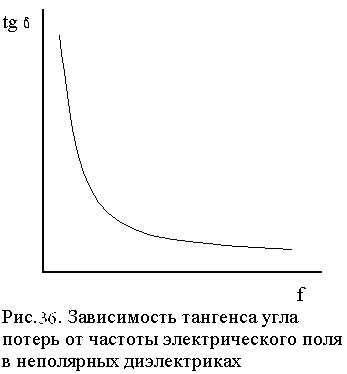 tg δ
f
Рис.36. Зависимость тангенса угла
потерь от частоты электрического поля
в неполярных диэлектриках